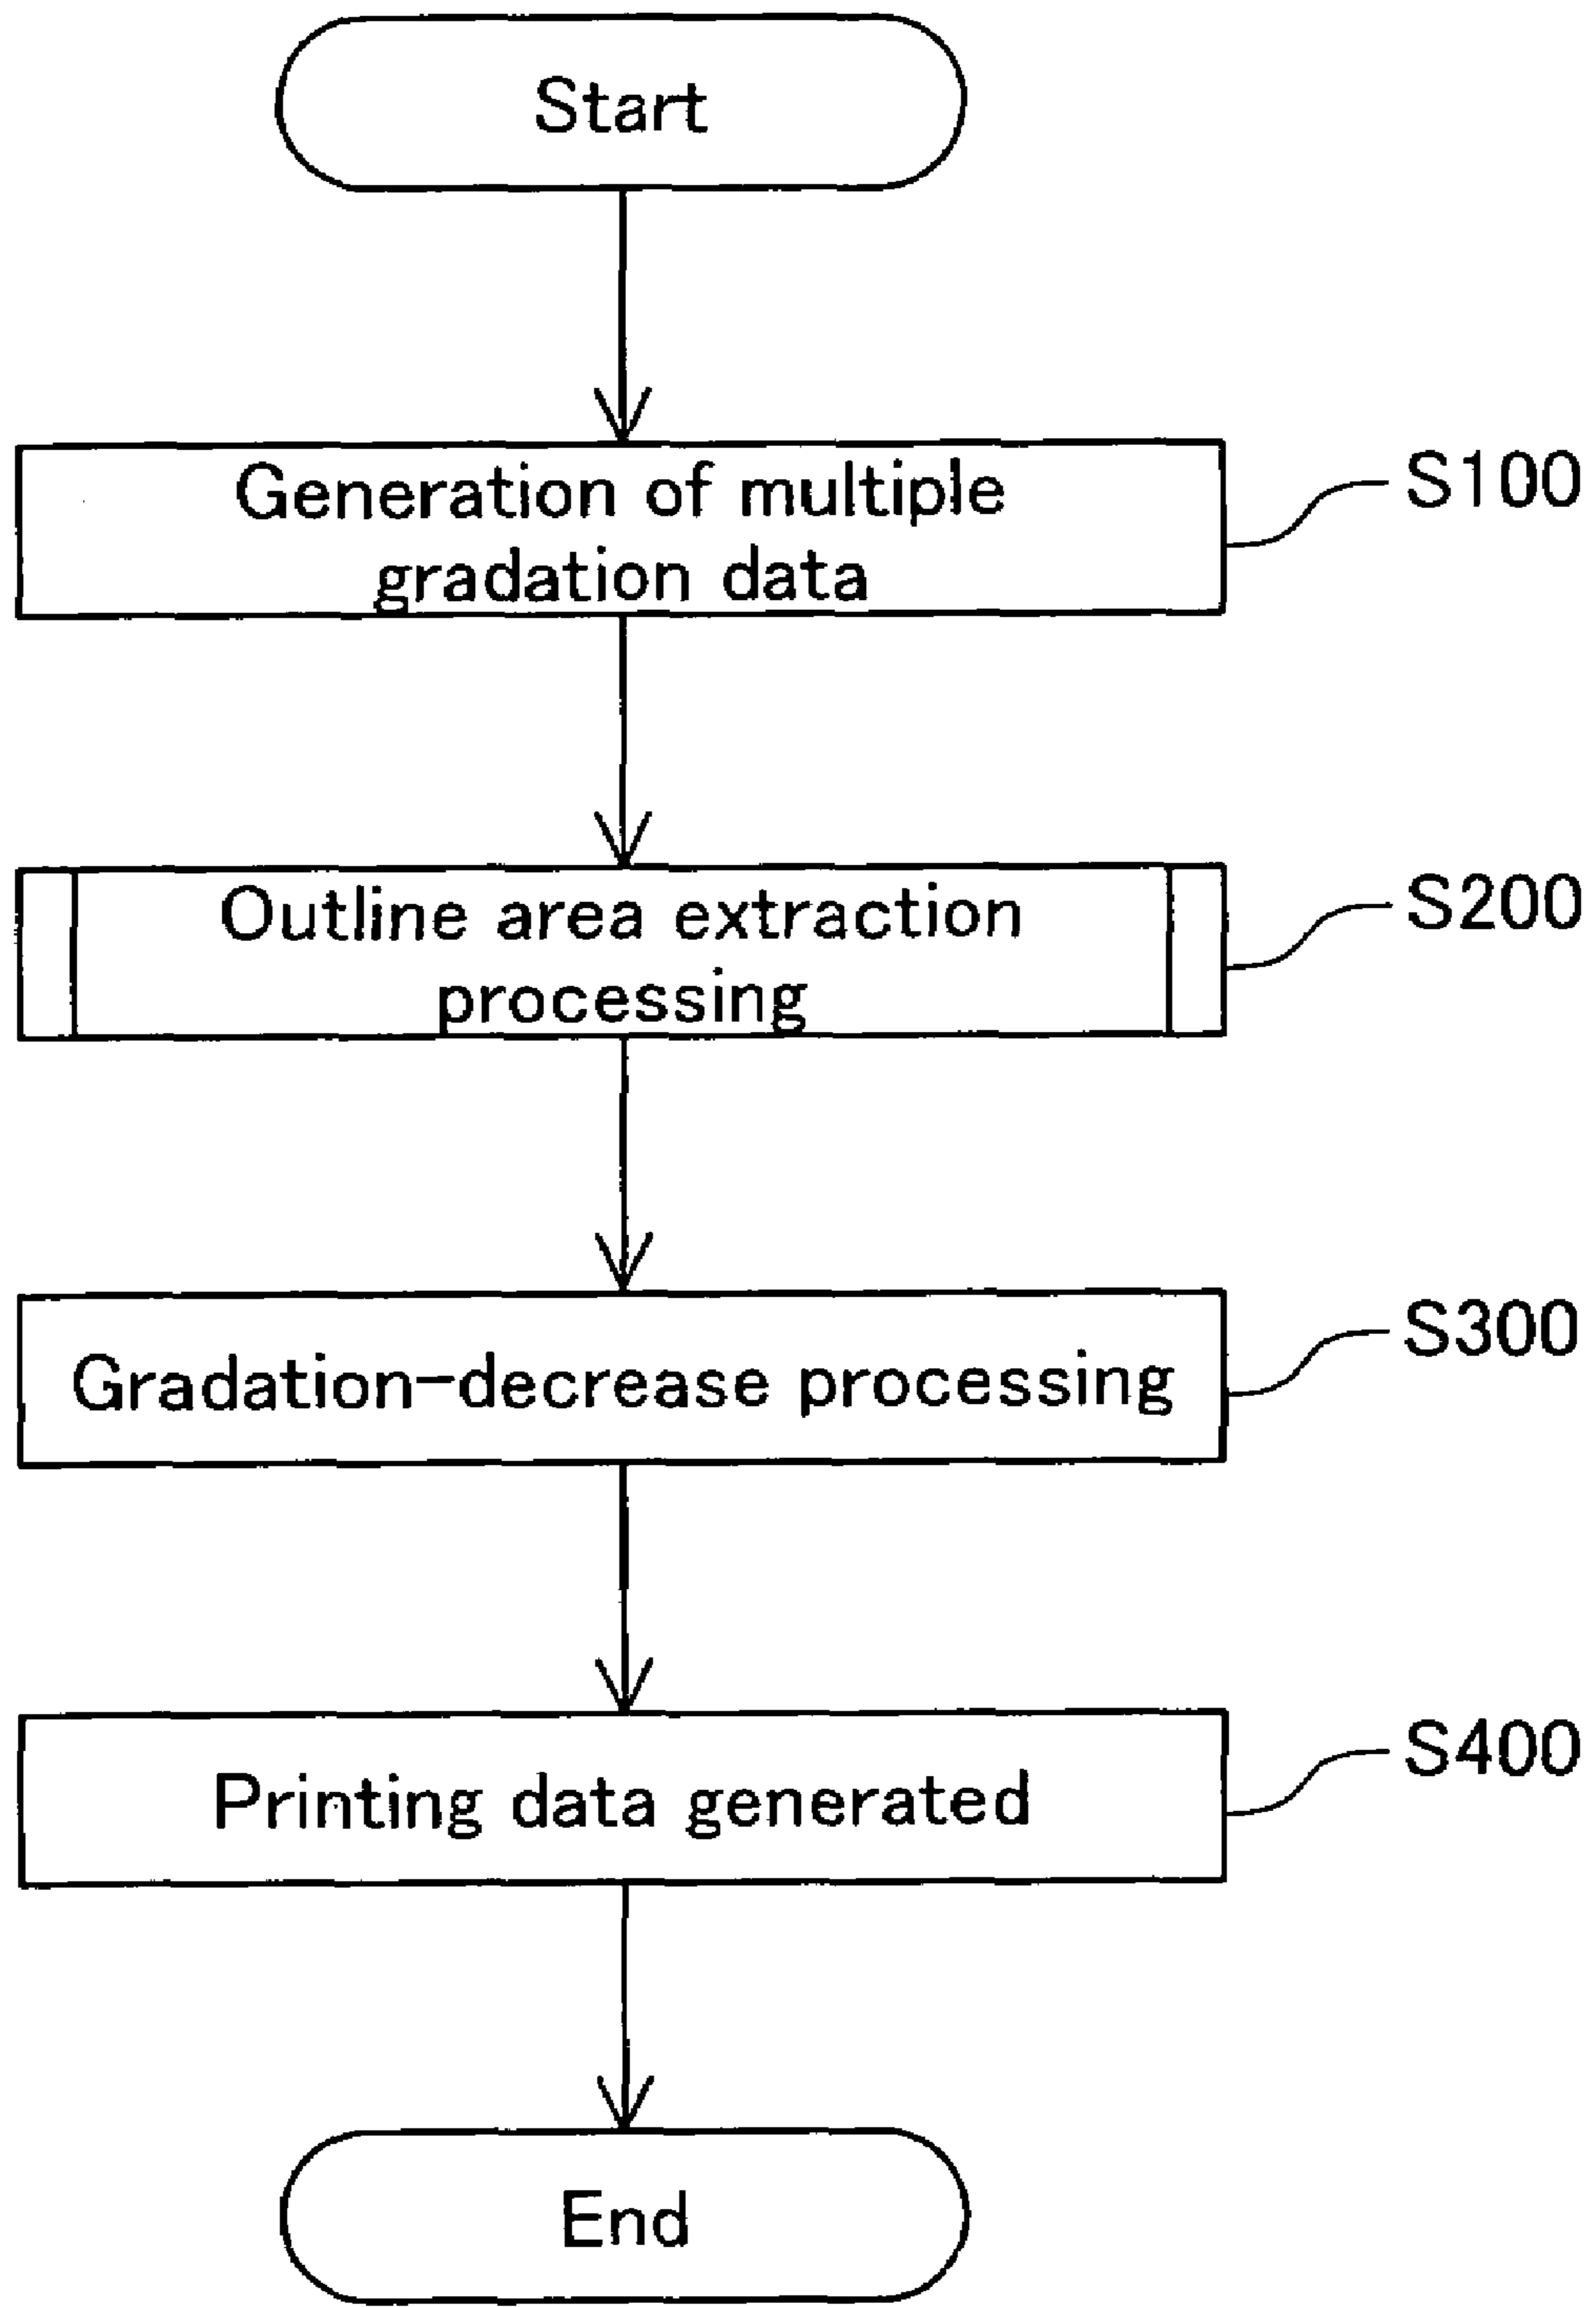 Start
Generation of multiple
gradation data
S100
Outline area extraction
processing
S200
Gradation-decrease processing
S300
Printing data generated
S400
End